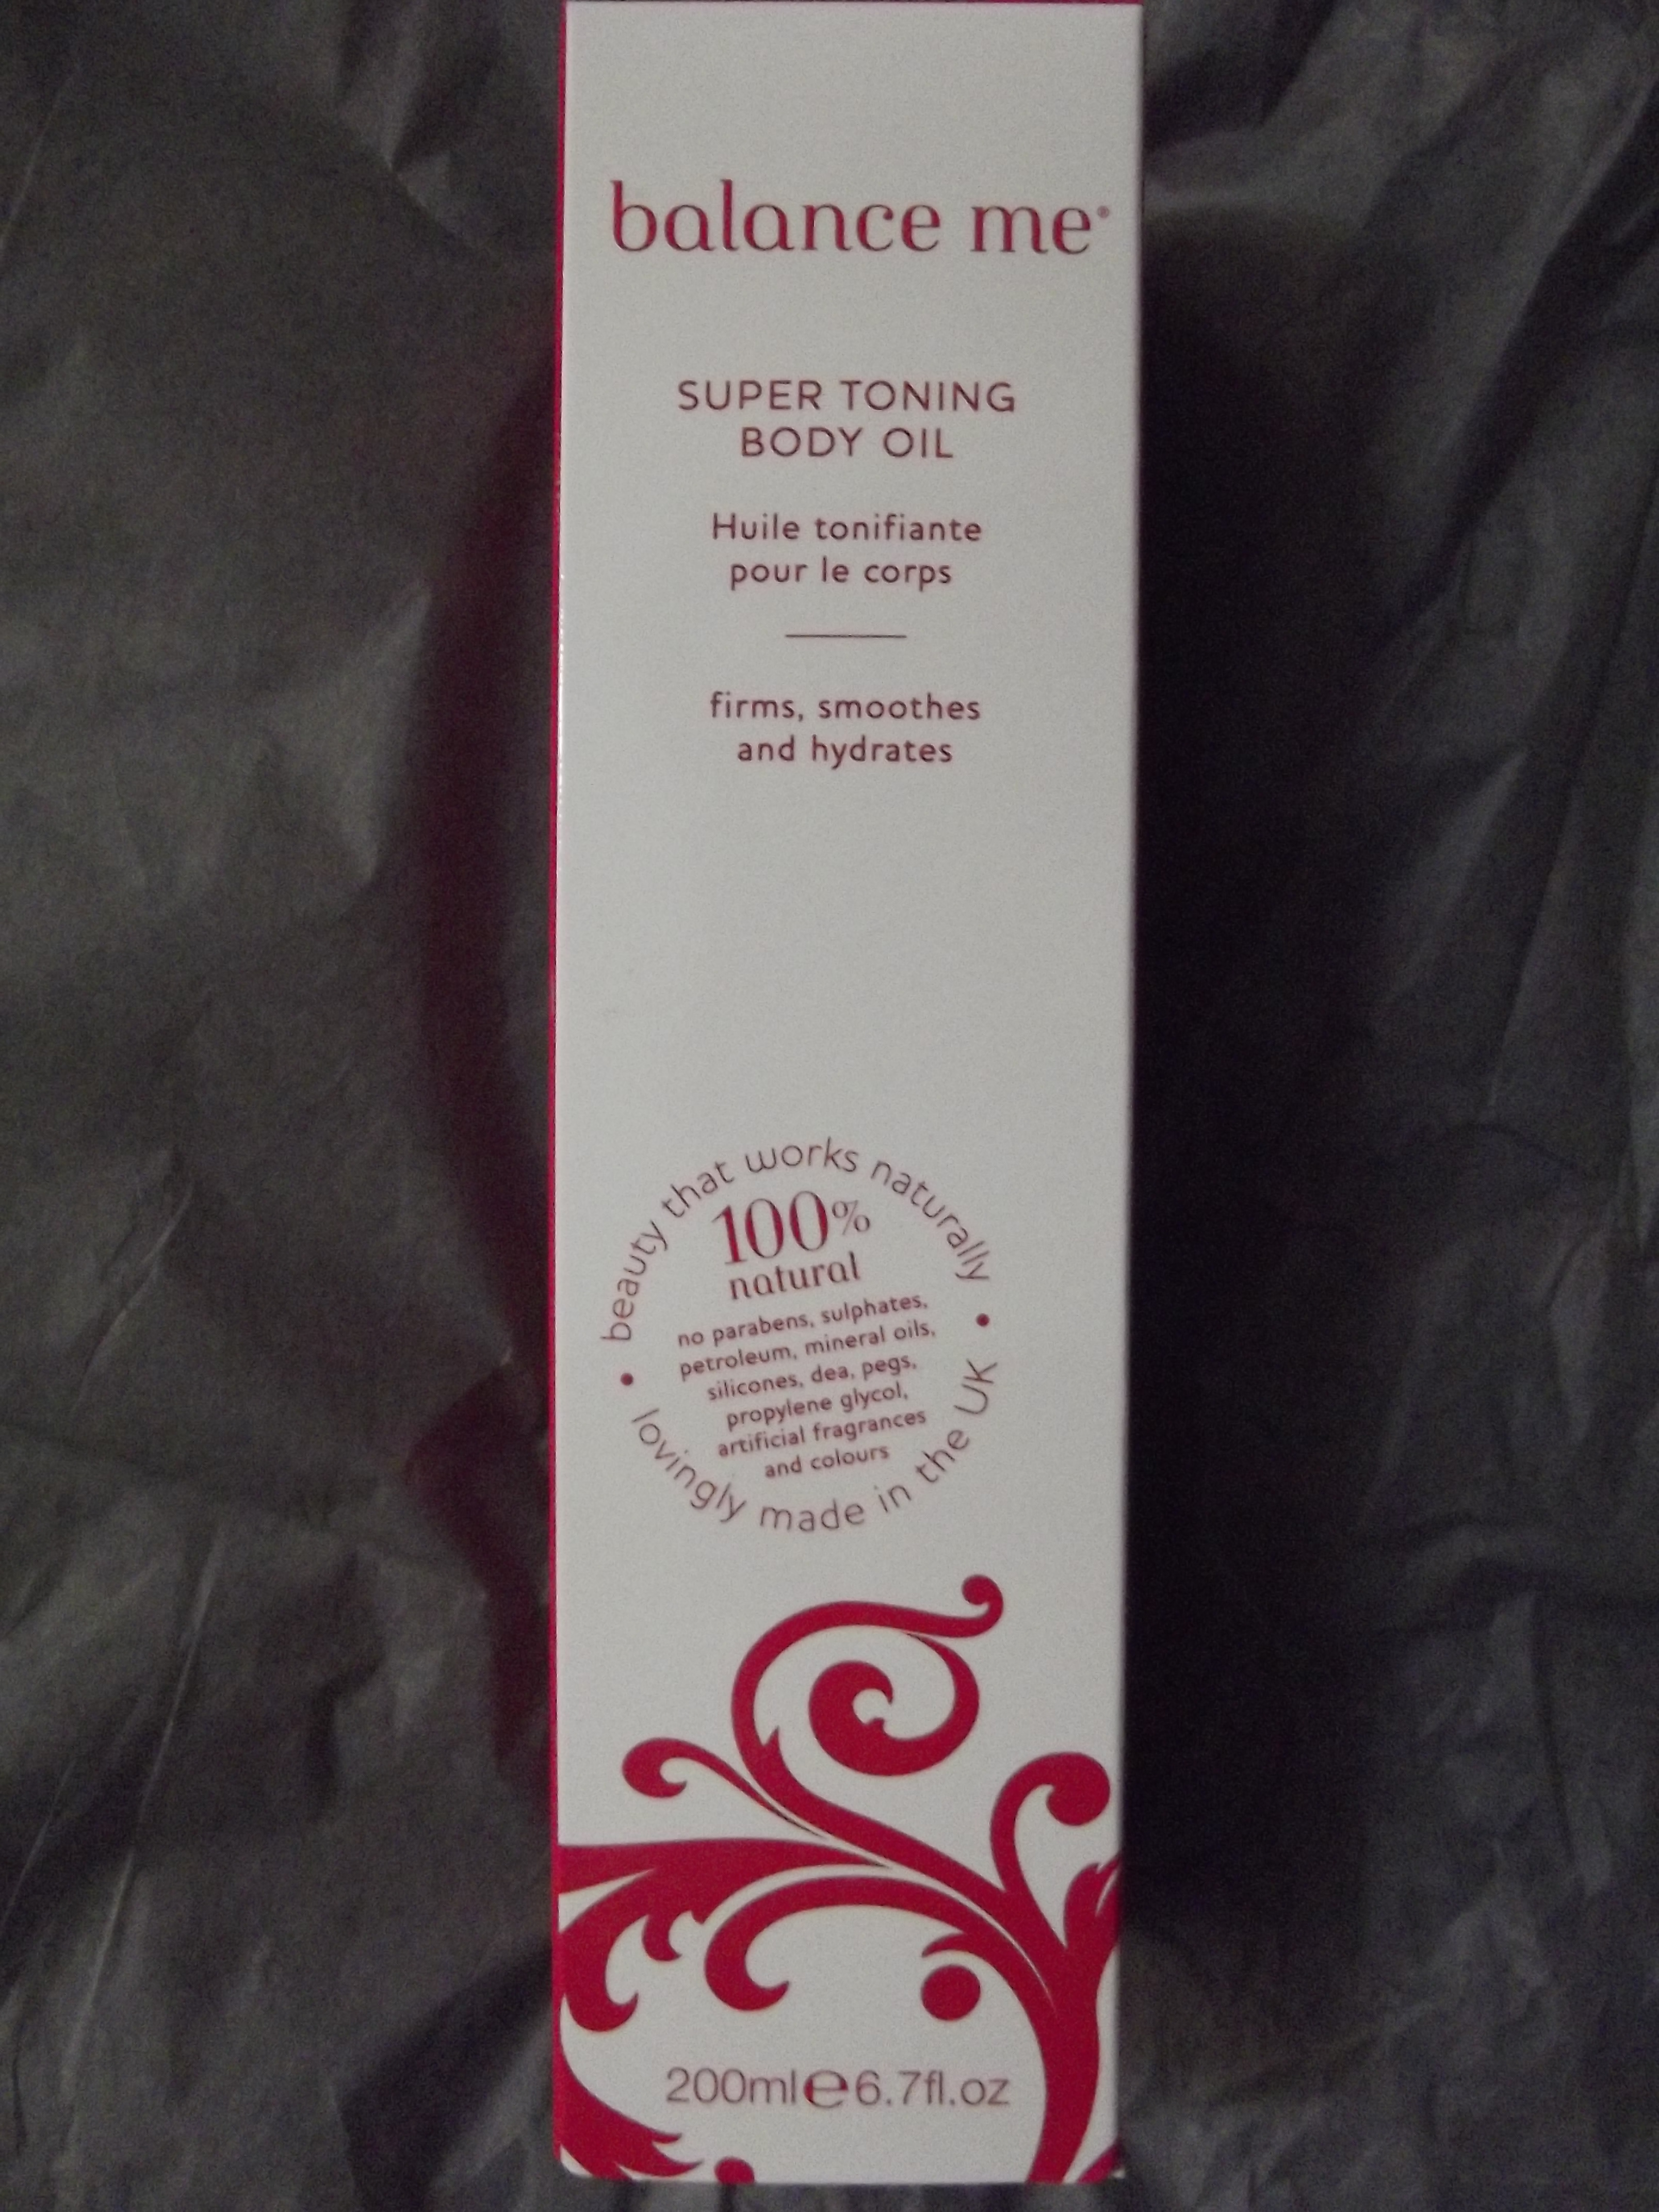 balance me®
SUPER TONING
BODY OIL
Huile tonifiante
pour le corps
firms, smoothes
and hydrates
• beauty that works naturally •
100%
natural
no parabens, sulphates,
petroleum, mineral oils,
silicones, dea, pegs,
propylene glycol,
artificial fragrances
and colours
lovingly made in the UK
200ml℮6.7fl.oz